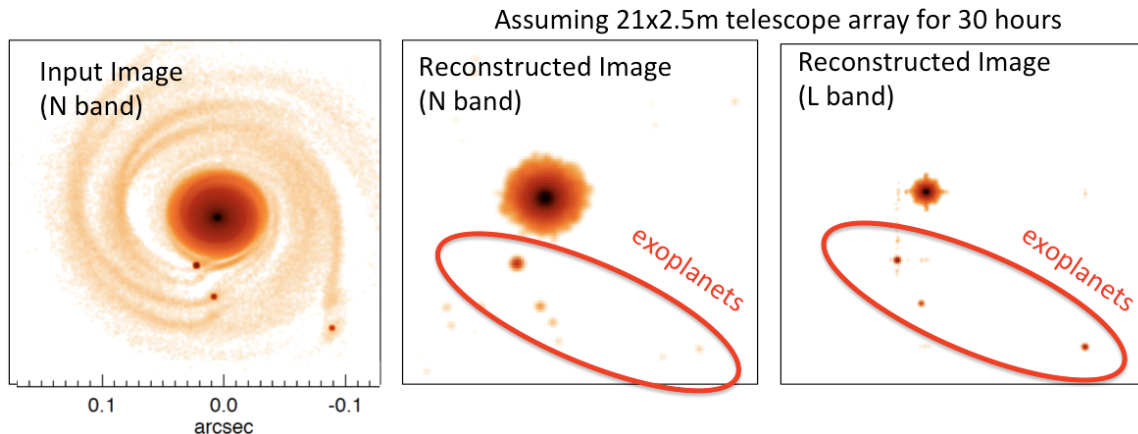 Assuming 21x2.5m telescope array for 30 hours
Input Image
(N band)
Reconstructed Image
(N band)
exoplanets
Reconstructed Image
(L band)
exoplanets
0.1 0.0 -0.1
arcsec